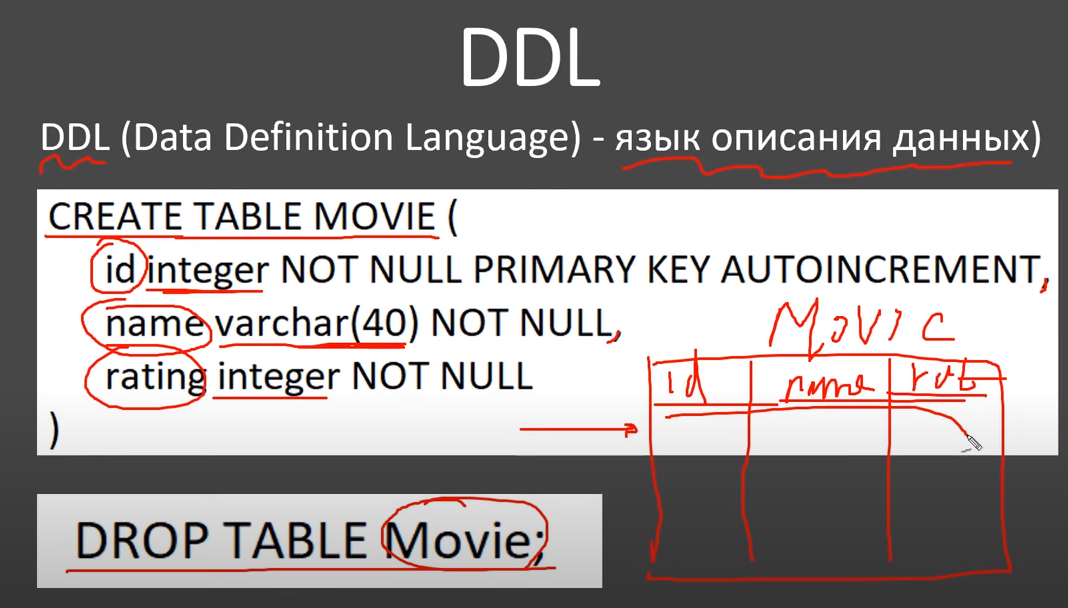 DDL
DDL (Data Definition Language) - язык описания данных)
CREATE TABLE MOVIE (
id integer NOT NULL PRIMARY KEY AUTOINCREMENT,
name varchar(40) NOT NULL,
rating integer NOT NULL
)
MOVIC
id name rat
DROP TABLE Movie;